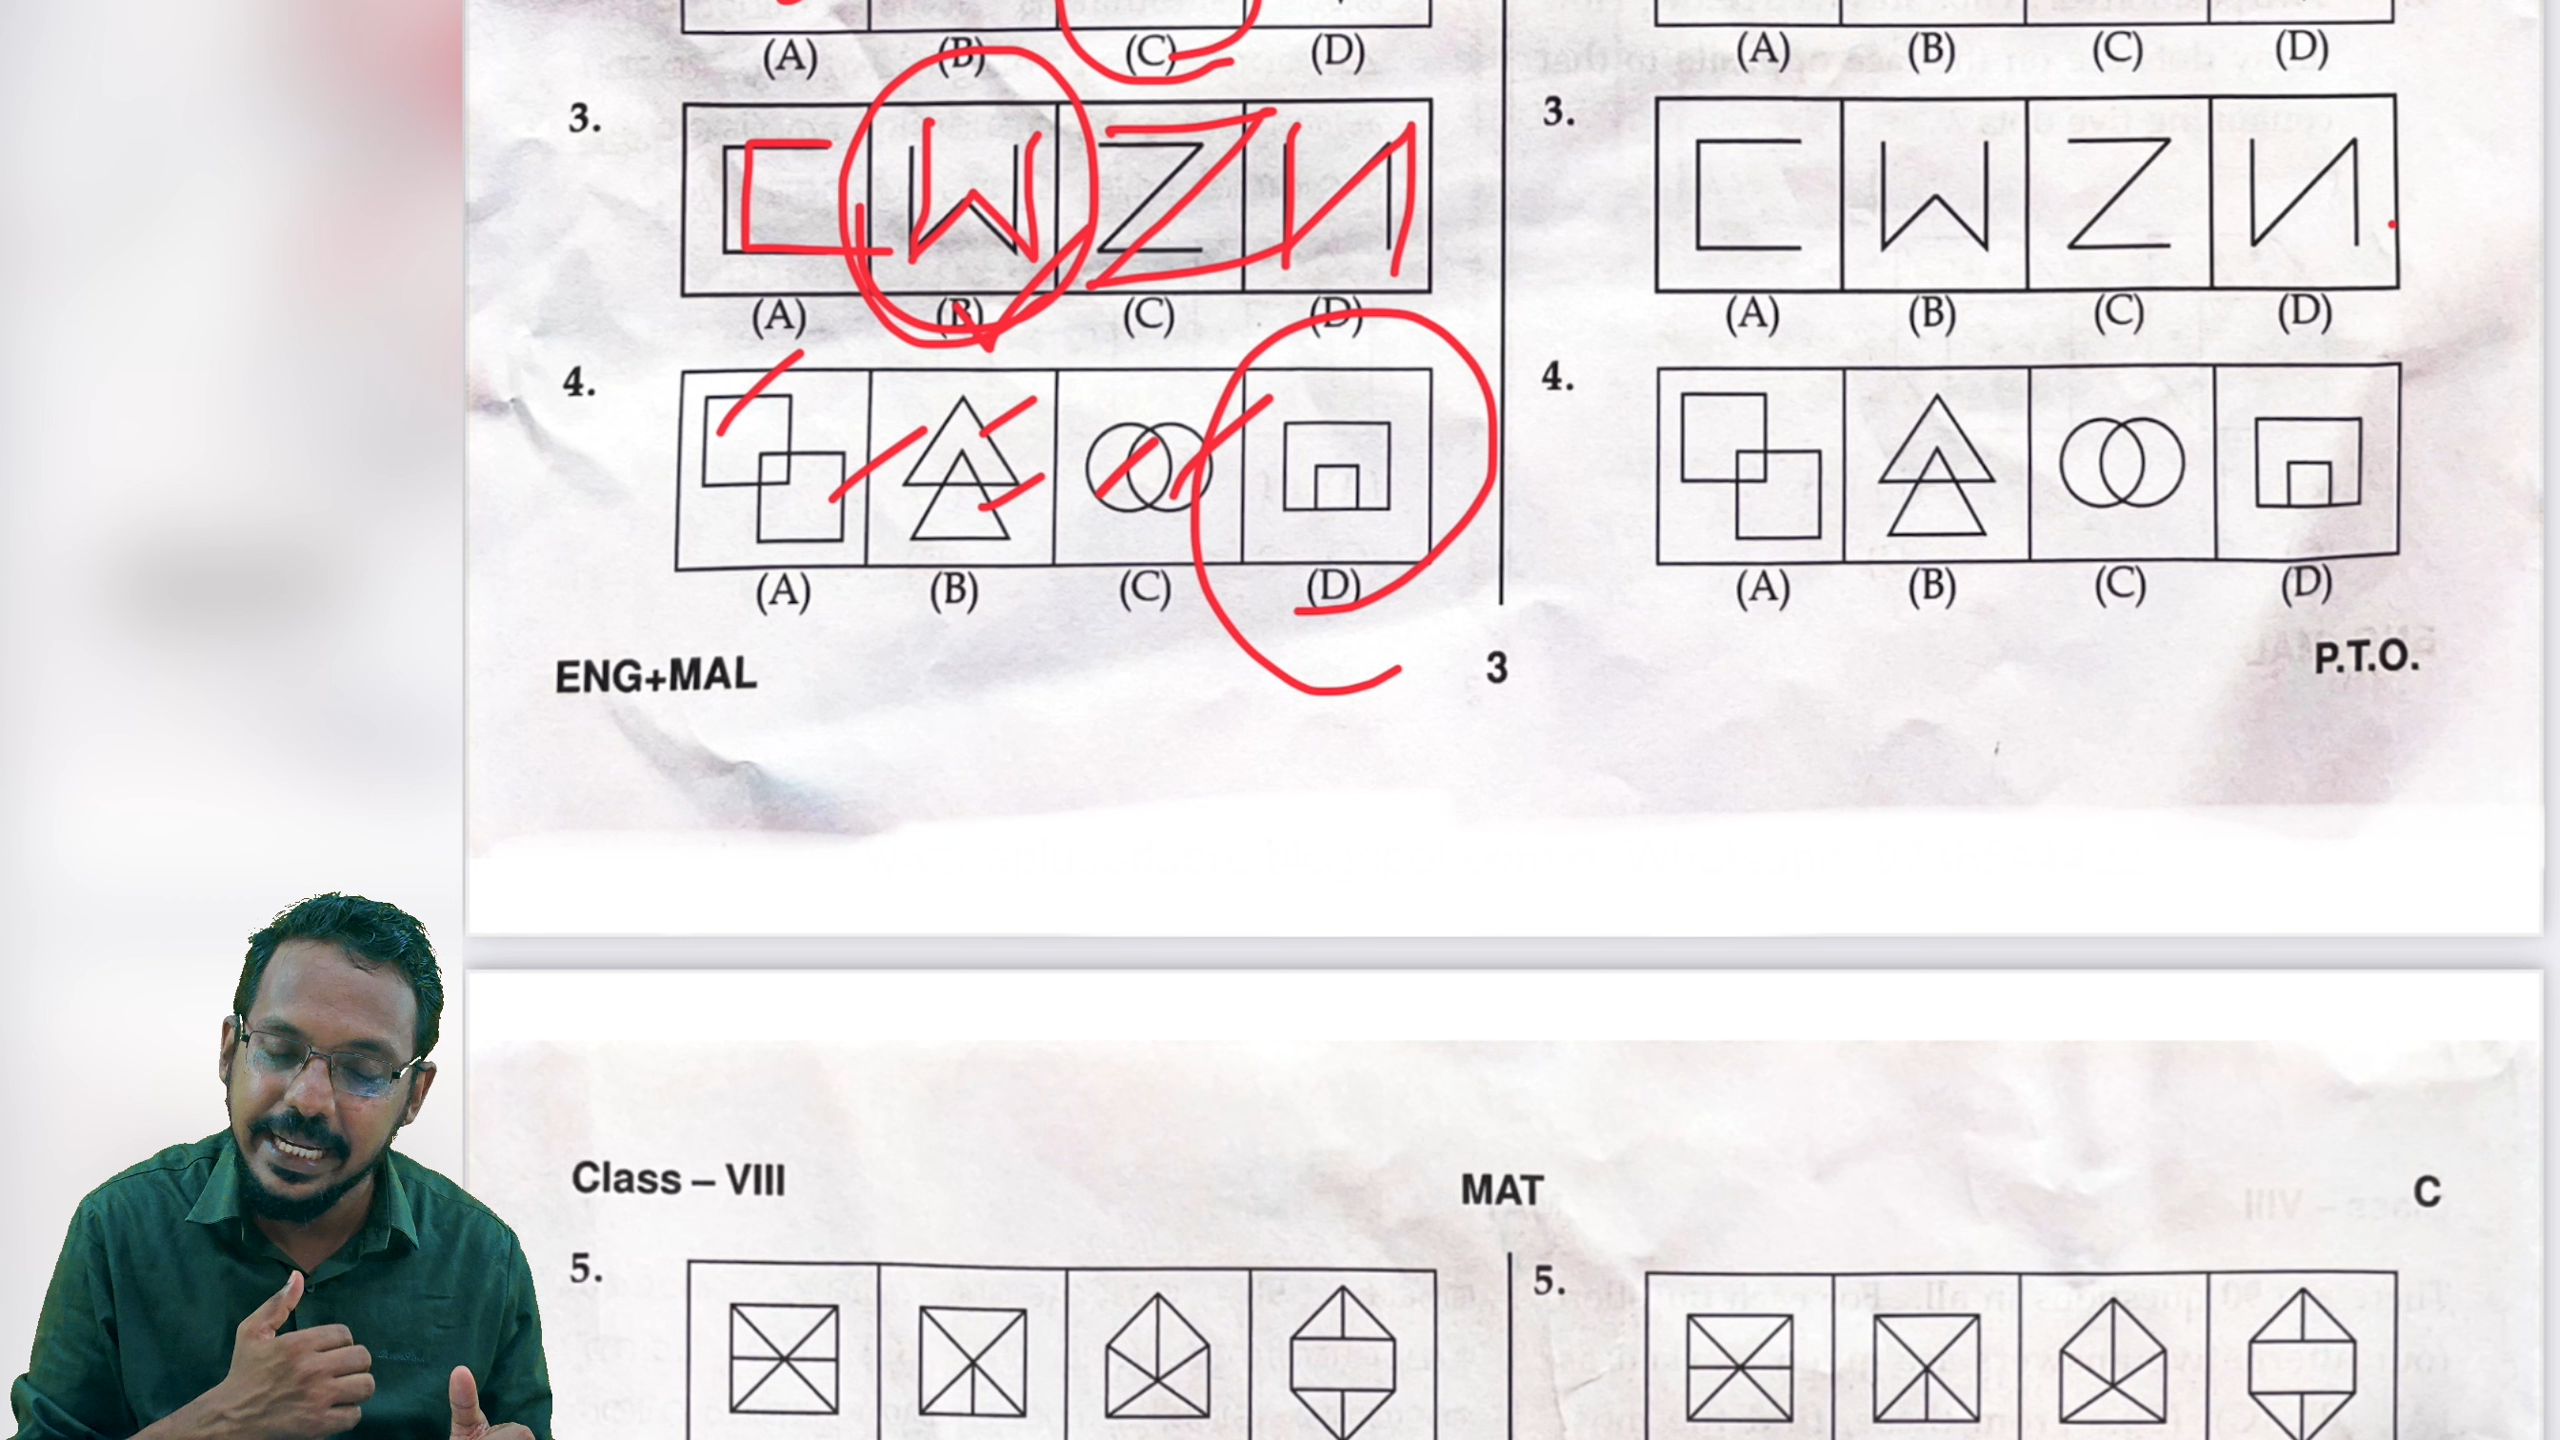 (A) (B) (C) (D)
3.
(A) (B) (C) (D)
4.
(A) (B) (C) (D)
ENG+MAL
(A) (B) (C) (D)
3.
(A) (B) (C) (D)
4.
(A) (B) (C) (D)
3
P.T.O.
Class – VIII MAT C
5.
5.